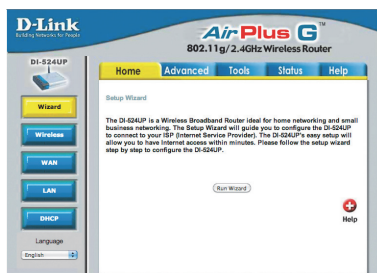 D-Link
Building Networks for People
AirPlus G™
802.11g/2.4GHz Wireless Router
DI-524UP
Home Advanced Tools Status Help
Wizard
Wireless
WAN
LAN
DHCP
Language
English
Setup Wizard
The DI-524UP is a Wireless Broadband Router ideal for home networking and small
business networking. The Setup Wizard will guide you to configure the DI-524UP
to connect to your ISP (Internet Service Provider). The DI-524UP's easy setup will
allow you to have Internet access within minutes. Please follow the setup wizard
step by step to configure the DI-524UP.
Run Wizard
Help